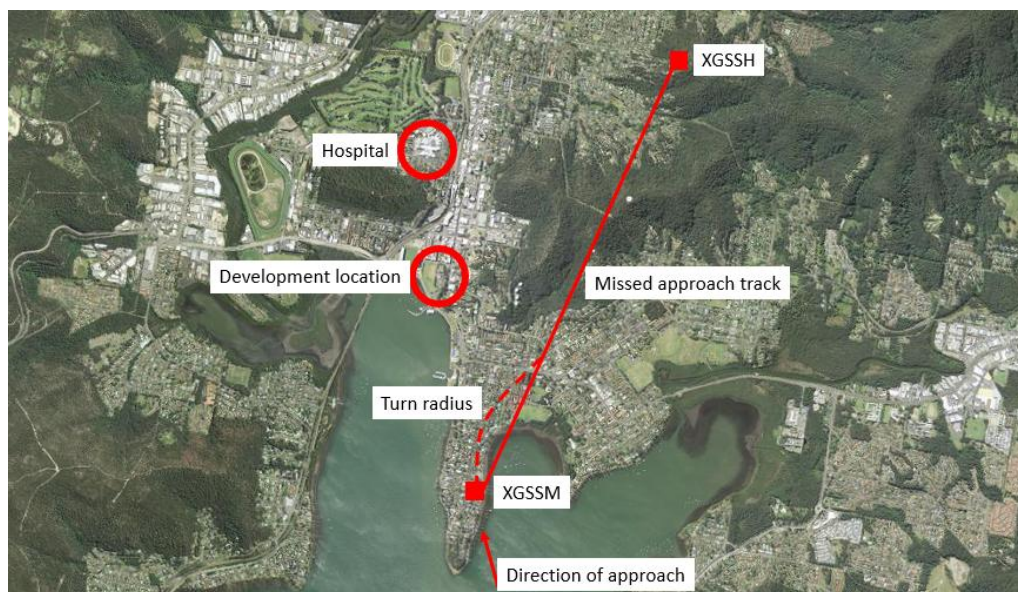 XGSSH
Hospital
Development location
Missed approach track
Turn radius
XGSSM
Direction of approach